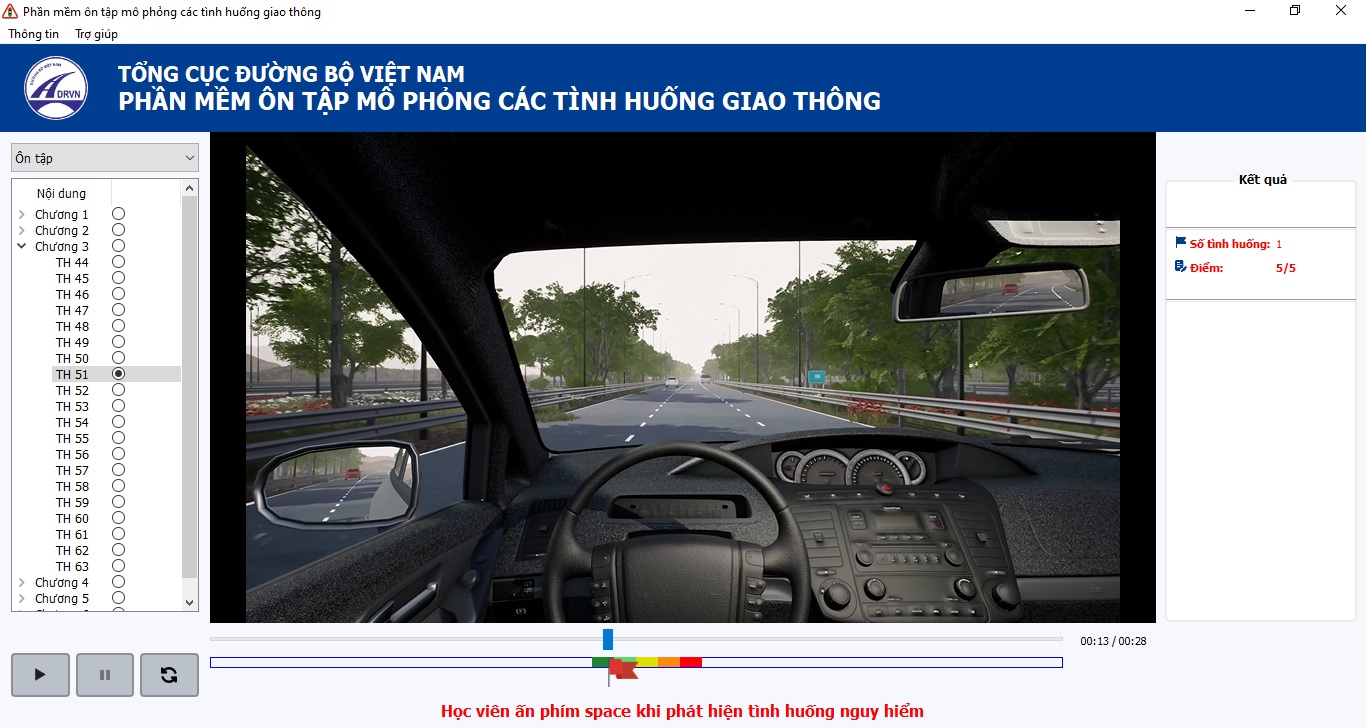 Phần mềm ôn tập mô phỏng các tình huống giao thông
Thông tin Trợ giúp
TỔNG CỤC ĐƯỜNG BỘ VIỆT NAM
PHẦN MỀM ÔN TẬP MÔ PHỎNG CÁC TÌNH HUỐNG GIAO THÔNG
DRVN
Ôn tập
Nội dung
Chương 1
Chương 2
Chương 3
TH 44
TH 45
TH 46
TH 47
TH 48
TH 49
TH 50
TH 51
TH 52
TH 53
TH 54
TH 55
TH 56
TH 57
TH 58
TH 59
TH 60
TH 61
TH 62
TH 63
Chương 4
Chương 5
Kết quả
Số tình huống: 1
Điểm: 5/5
00:13 / 00:28
Học viên ấn phím space khi phát hiện tình huống nguy hiểm